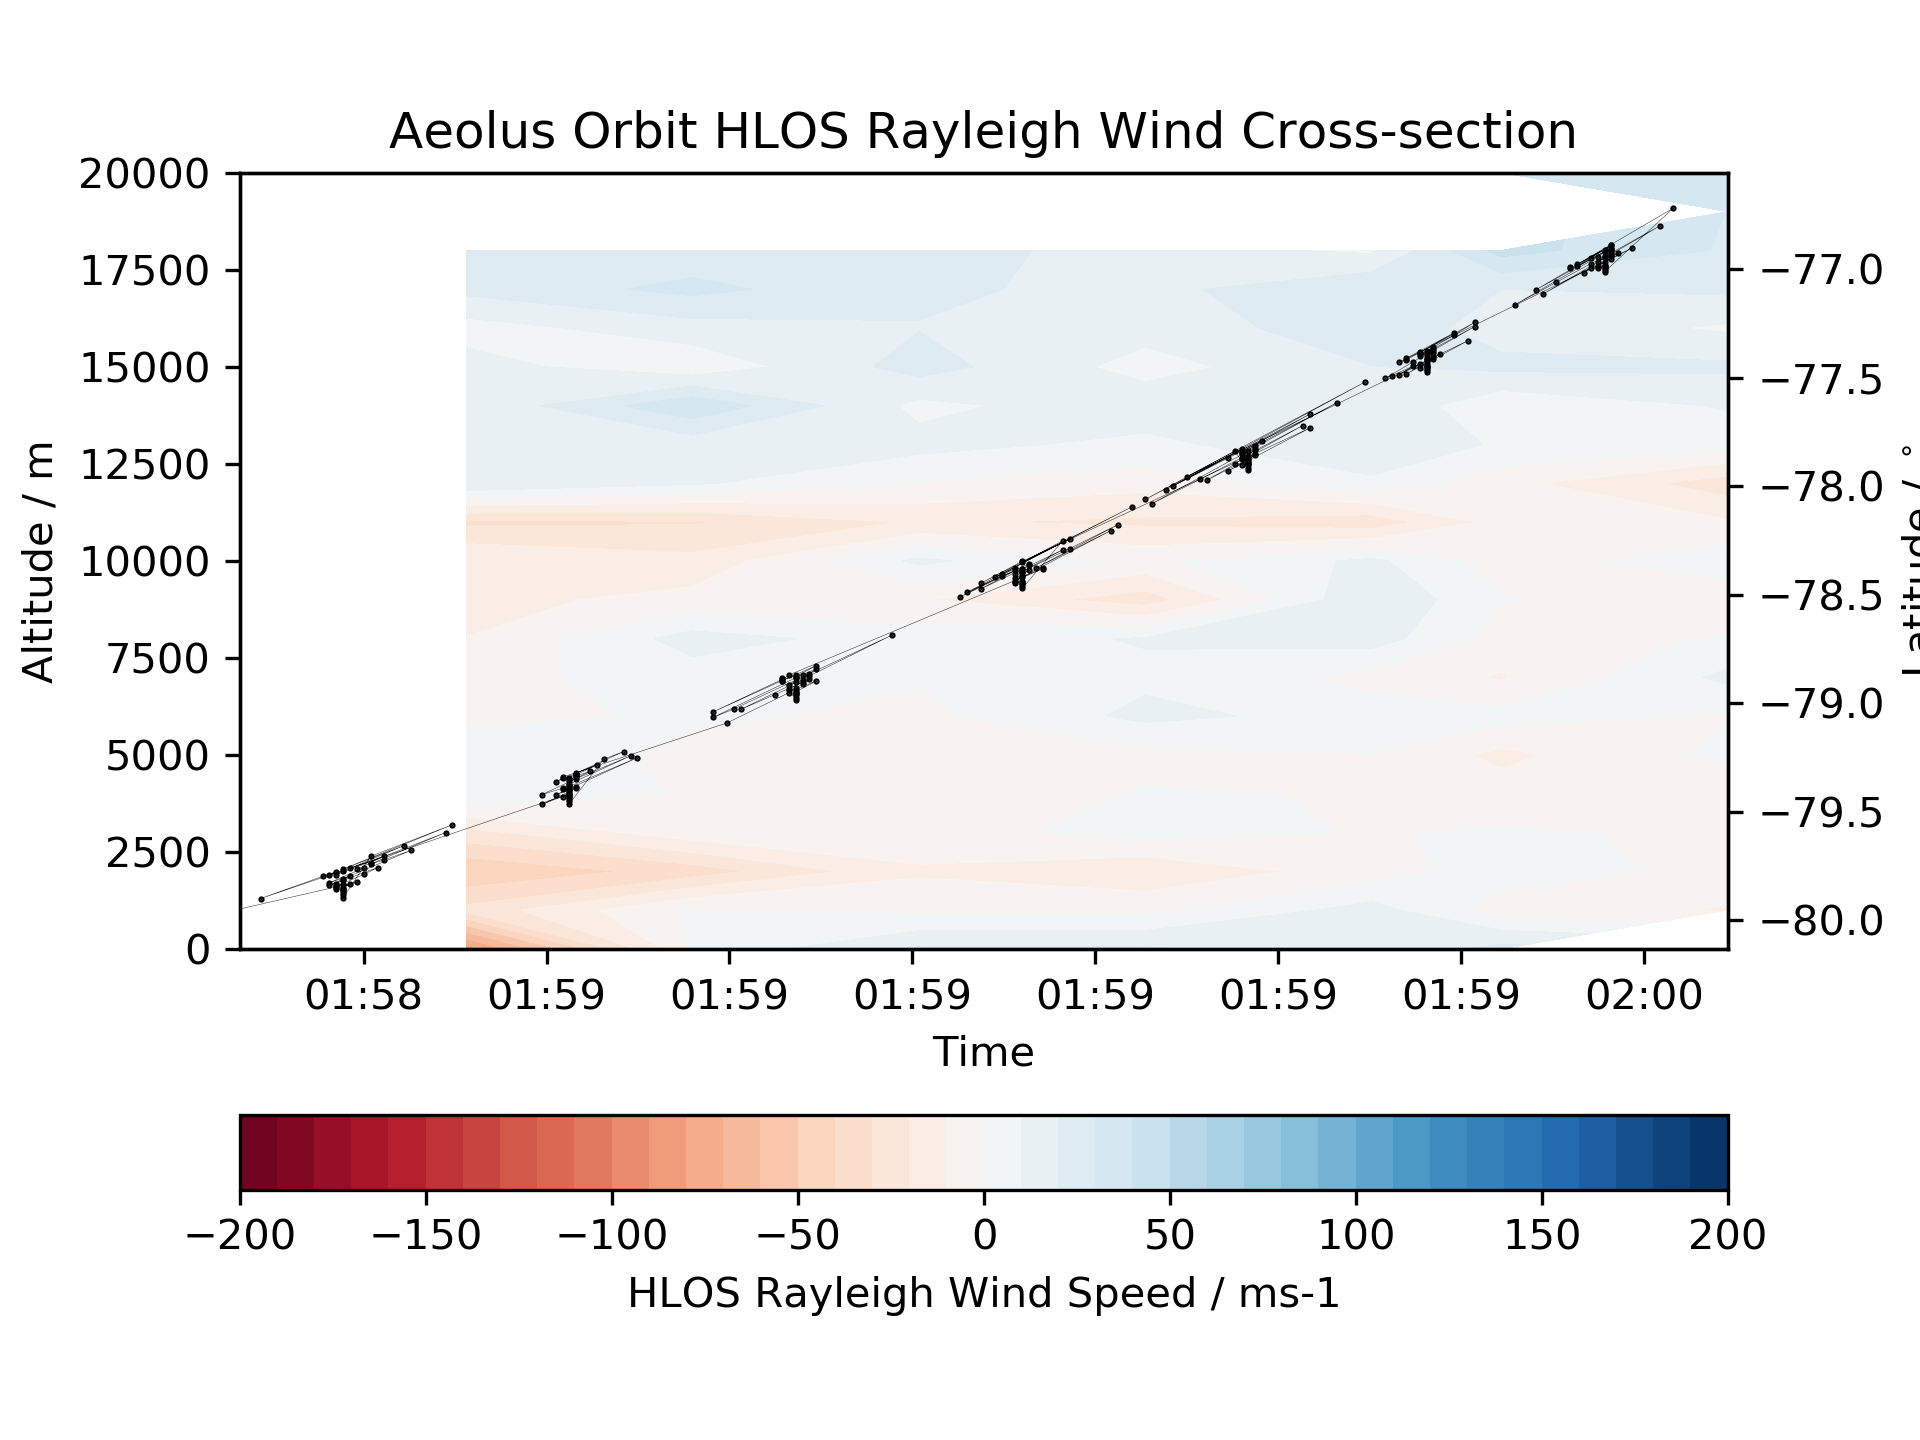 Aeolus Orbit HLOS Rayleigh Wind Cross-section
20000
17500
15000
12500
10000
7500
5000
2500
0
Altitude / m
−77.0
−77.5
−78.0
−78.5
−79.0
−79.5
−80.0
Latitude / °
01:58 01:59 01:59 01:59 01:59 01:59 01:59 02:00
Time
−200 −150 −100 −50 0 50 100 150 200
HLOS Rayleigh Wind Speed / ms-1